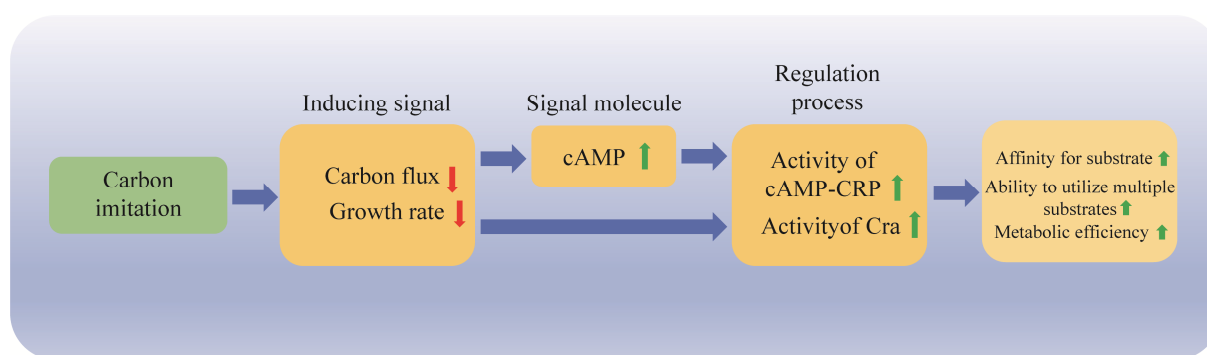 Carbon
imitation
Inducing signal
Carbon flux
Growth rate
Signal molecule
cAMP
Regulation
process
Activity of
cAMP-CRP
Activityof Cra
Affinity for substrate
Ability to utilize multiple
substrates
Metabolic efficiency